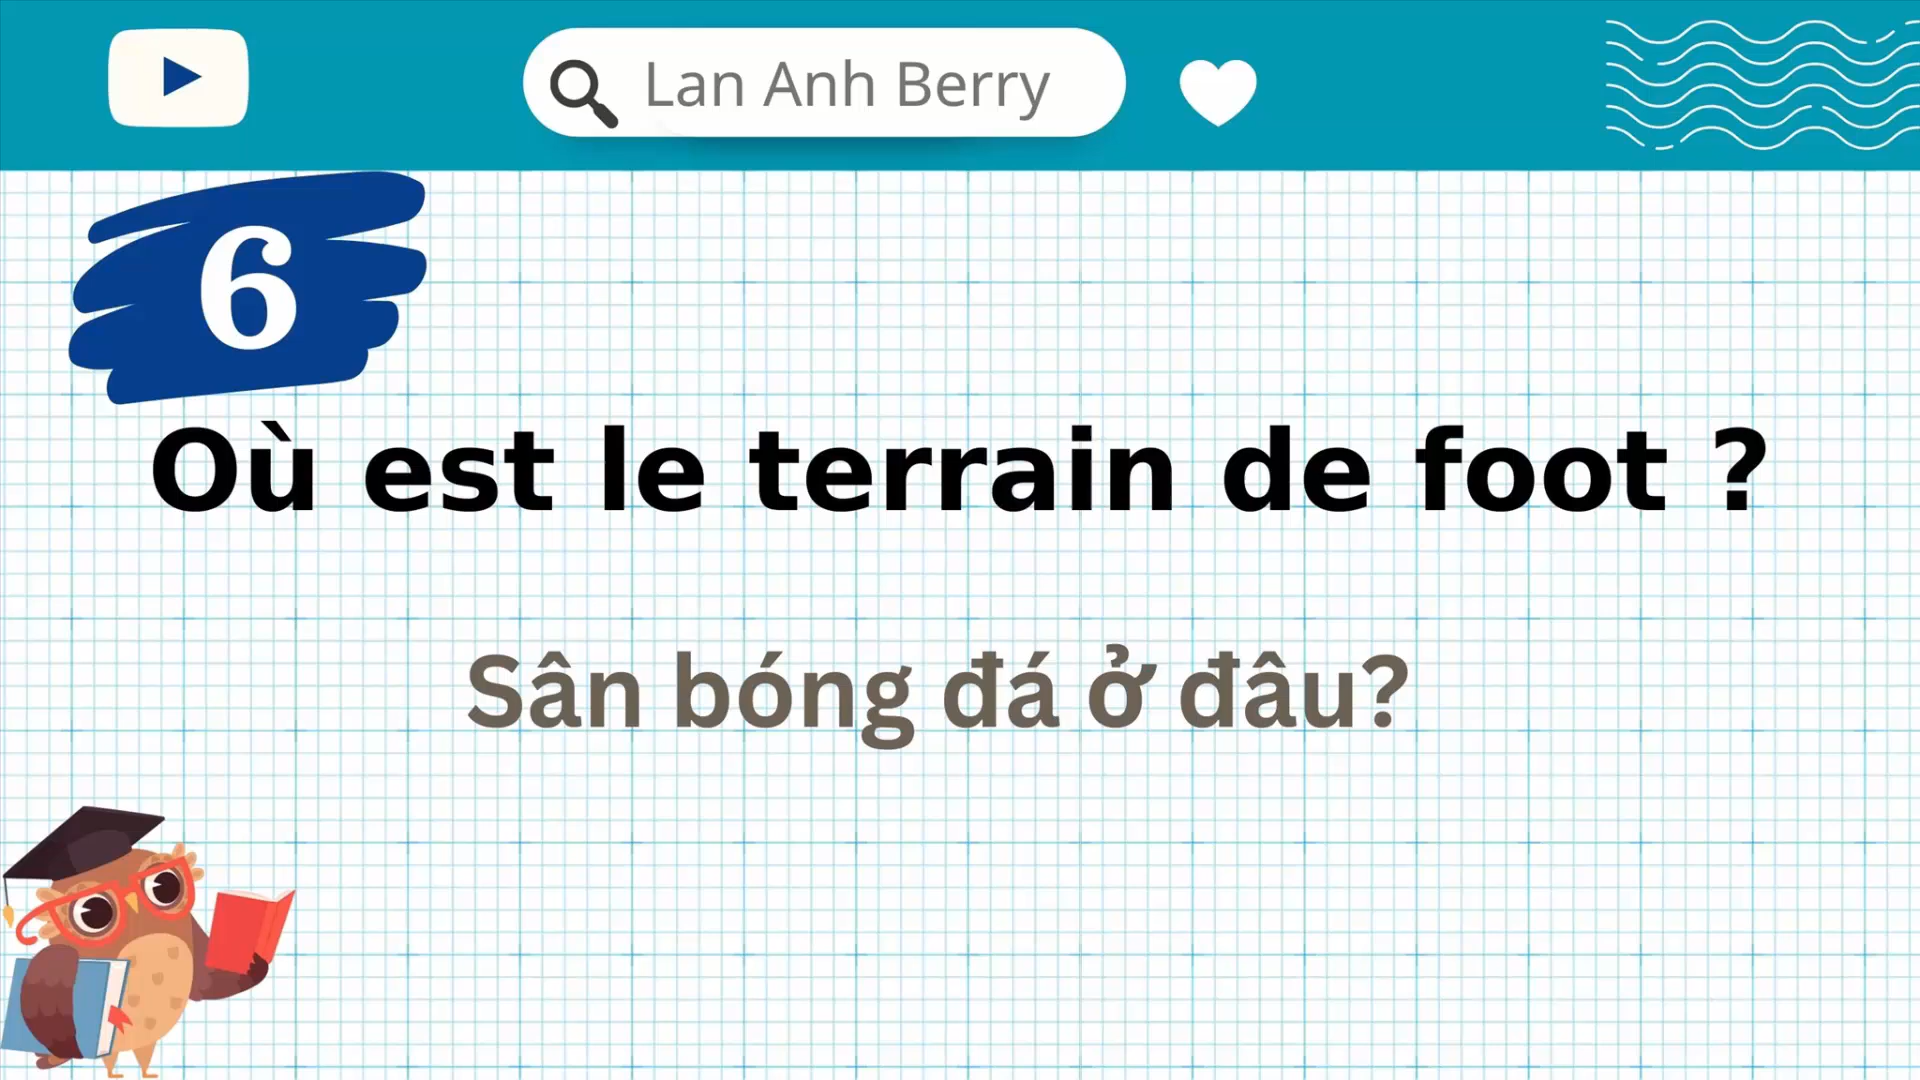 Lan Anh Berry
6
Où est le terrain de foot ?
Sân bóng đá ở đâu?